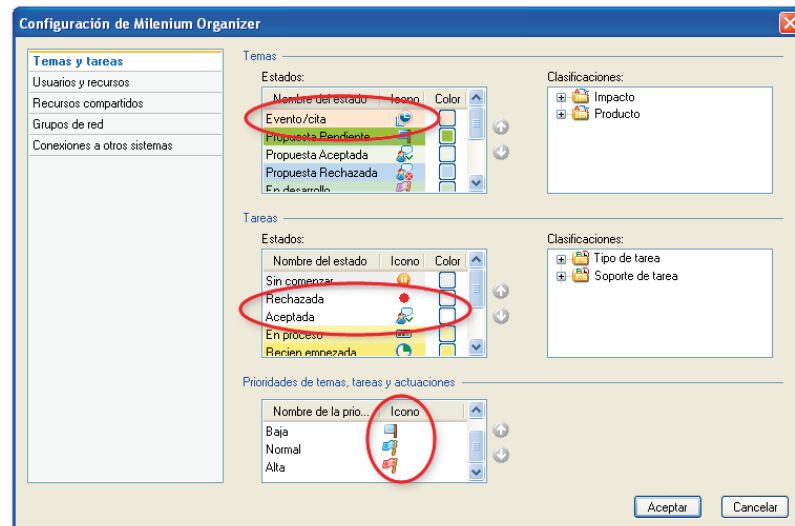 Configuración de Milenium Organizer
Temas y tareas
Usuarios y recursos
Recursos compartidos
Grupos de red
Conexiones a otros sistemas
Temas
Estados:
Nombre del estado Icono Color
Evento/cita
Propuesta Pendiente
Propuesta Aceptada
Propuesta Rechazada
En desarrollo
Clasificaciones:
Impacto
Producto
Tareas
Estados:
Nombre del estado Icono Color
Sin comenzar
Rechazada
Aceptada
En proceso
Recien empezada
Clasificaciones:
Tipo de tarea
Soporte de tarea
Prioridades de temas, tareas y actuaciones
Nombre de la prio... Icono
Baja
Normal
Alta
Aceptar Cancelar